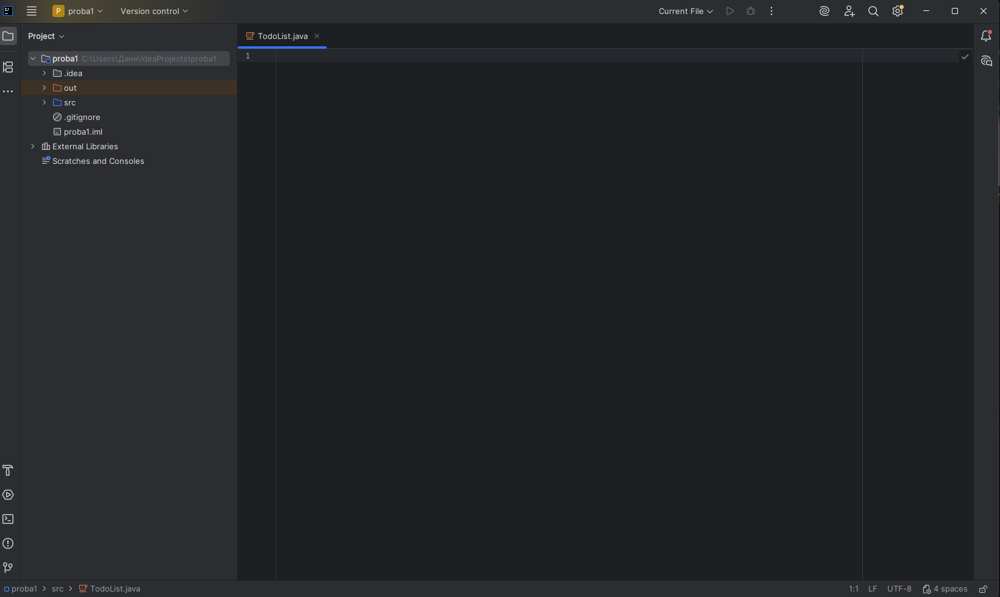 P proba1 Version control Current File
Project
TodoList.java
proba1 C:\Users\Даня\IdeaProjects\proba1
1
.idea
out
src
.gitignore
proba1.iml
External Libraries
Scratches and Consoles
proba1 > src > TodoList.java 1:1 LF UTF-8 4 spaces